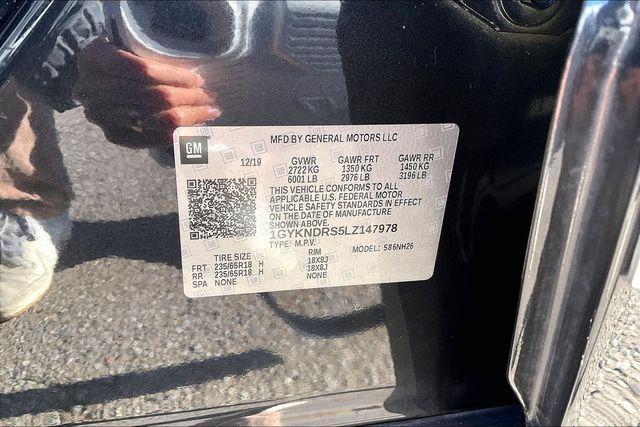 GM
MFD BY GENERAL MOTORS LLC
12/19 GVWR GAWR FRT GAWR RR
2722 KG 1350 KG 1450 KG
6001 LB 2976 LB 3196 LB
THIS VEHICLE CONFORMS TO ALL
APPLICABLE U.S. FEDERAL MOTOR
VEHICLE SAFETY STANDARDS IN EFFECT
ON THE DATE OF MANUFACTURE
SHOWN ABOVE.
1GYKNDRS5LZ147978
TYPE: M.P.V. MODEL: 586NH26
TIRE SIZE RIM
FRT 235/65R18 H 18X8J
RR 235/65R18 H 18X8J
SPA NONE NONE